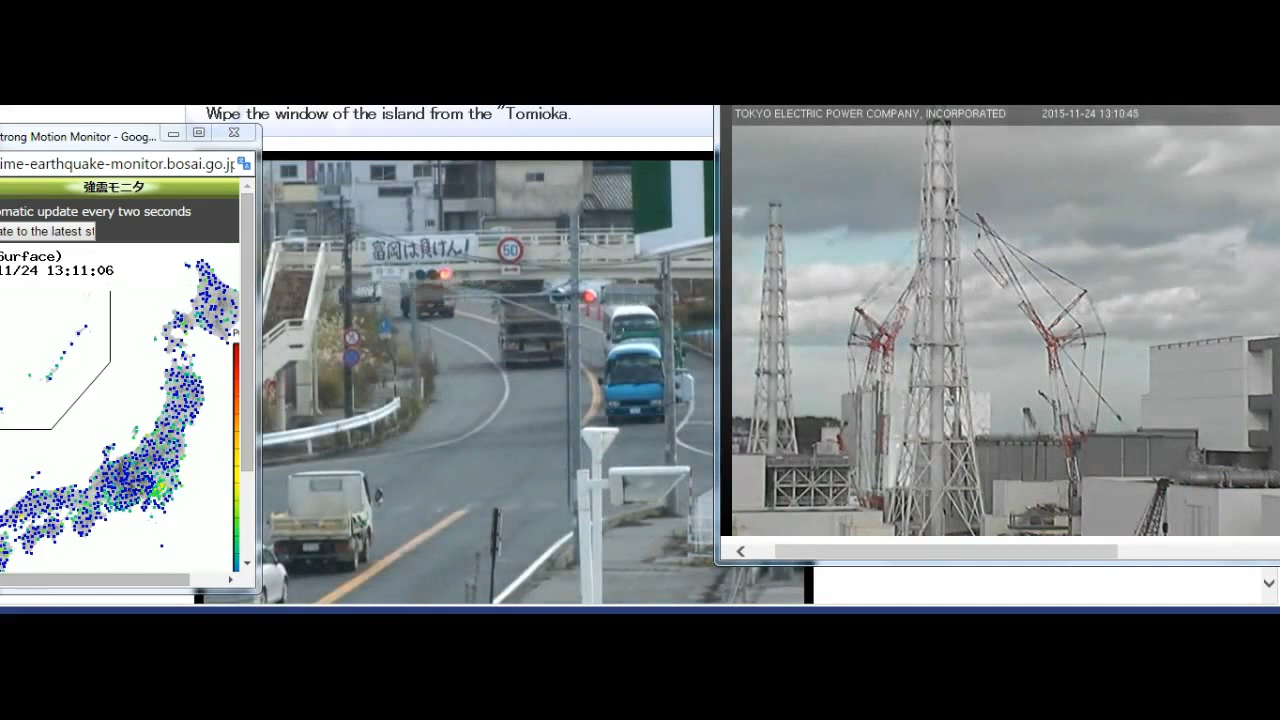 Wipe the window of the island from the "Tomioka.
trong Motion Monitor - Goog...
ime-earthquake-monitor.bosai.go.jp
強震モニタ
omatic update every two seconds
ate to the latest st
Surface)
11/24 13:11:06
P
富岡は負けん!
50
TOKYO ELECTRIC POWER COMPANY, INCORPORATED
2015-11-24 13:10:45